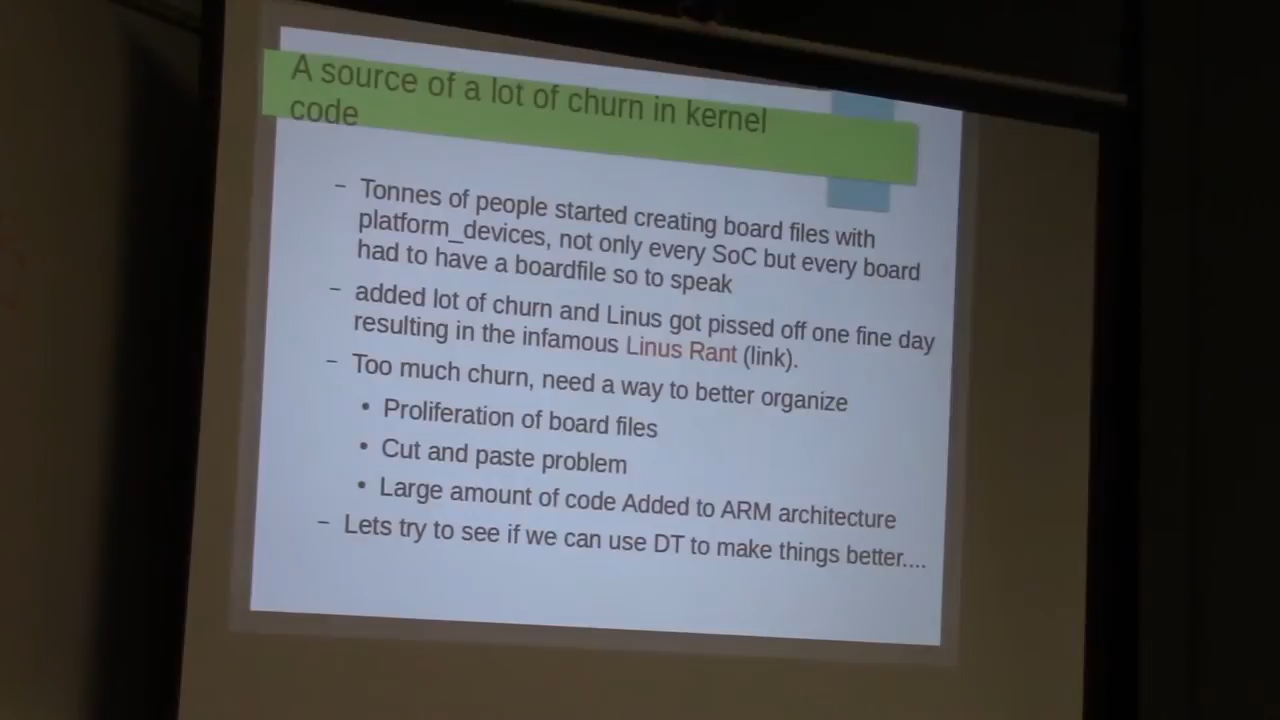 A source of a lot of churn in kernel
code
– Tonnes of people started creating board files with
platform_devices, not only every SoC but every board
had to have a boardfile so to speak
– added lot of churn and Linus got pissed off one fine day
resulting in the infamous Linus Rant (link).
– Too much churn, need a way to better organize
• Proliferation of board files
• Cut and paste problem
• Large amount of code Added to ARM architecture
– Lets try to see if we can use DT to make things better....